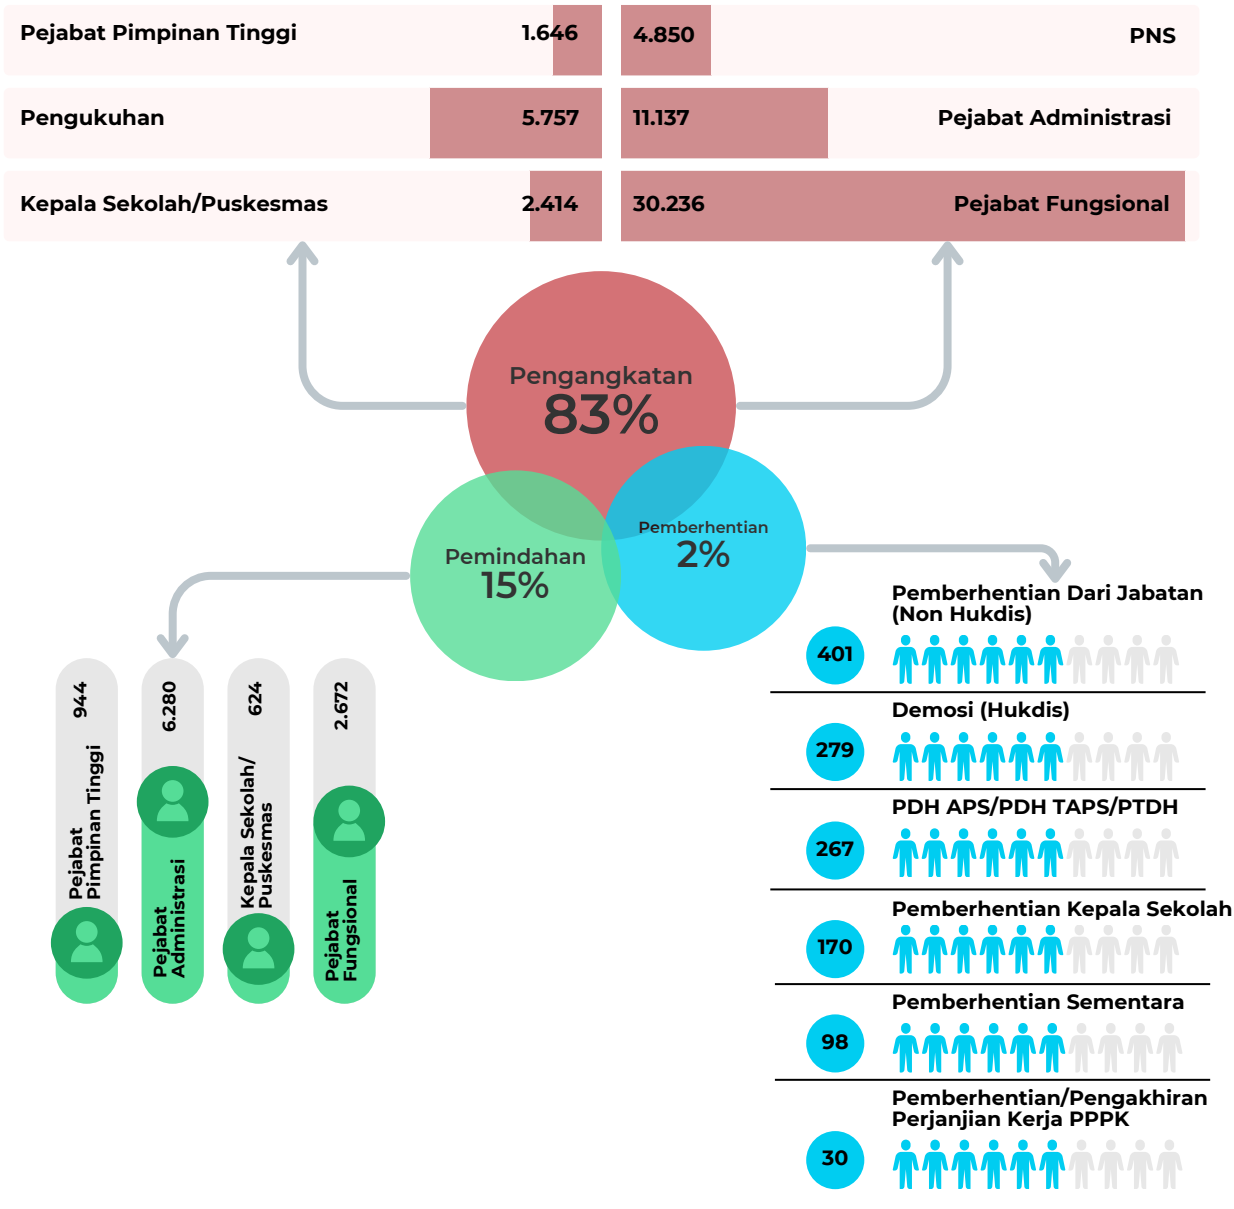 Pejabat Pimpinan Tinggi
1.646
4.850
PNS
Pengukuhan
5.757
11.137
Pejabat Administrasi
Kepala Sekolah/Puskesmas
2.414
30.236
Pejabat Fungsional
Pengangkatan
83%
Pemberhentian
2%
Pemindahan
15%
944
Pejabat
Pimpinan Tinggi
6.280
Pejabat
Administrasi
624
Kepala Sekolah/
Puskesmas
2.672
Pejabat
Fungsional
Pemberhentian Dari Jabatan
(Non Hukdis)
401
Demosi (Hukdis)
279
PDH APS/PDH TAPS/PTDH
267
Pemberhentian Kepala Sekolah
170
Pemberhentian Sementara
98
Pemberhentian/Pengakhiran
Perjanjian Kerja PPPK
30